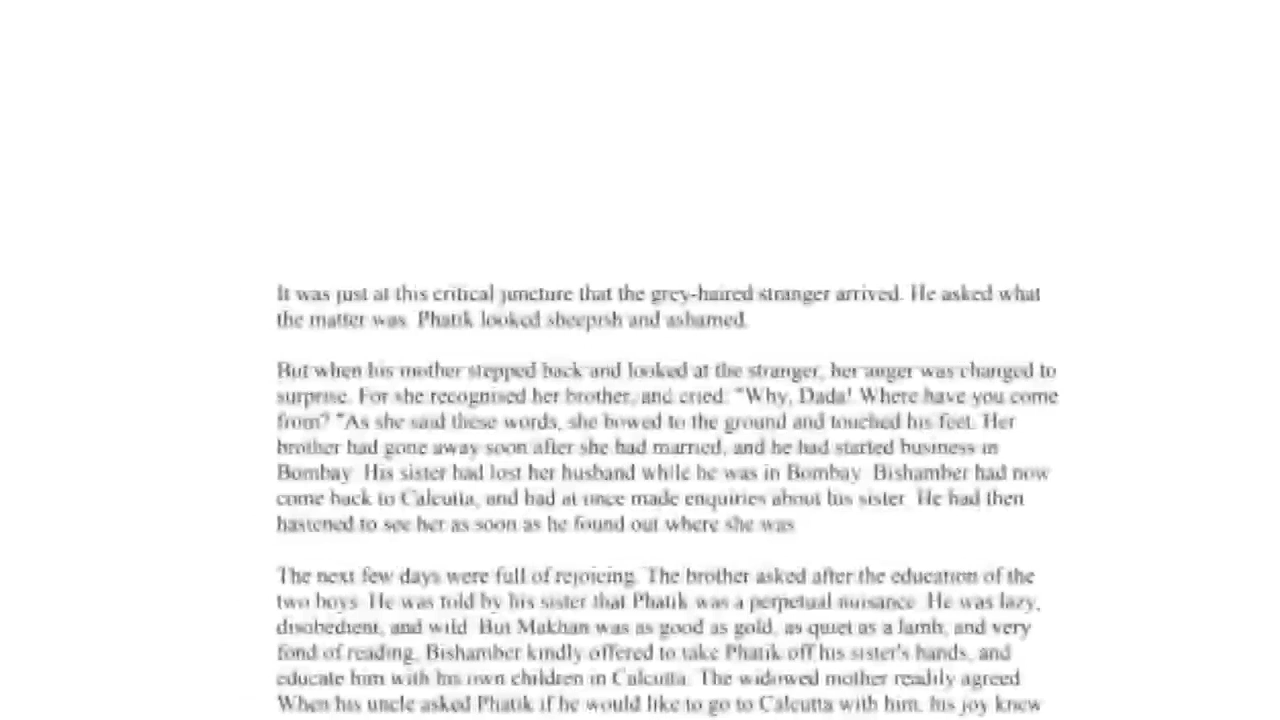 It was just at this critical juncture that the grey-haired stranger arrived. He asked what
the matter was. Phatik looked sheepish and ashamed.
But when his mother stepped back and looked at the stranger, her anger was changed to
surprise. For she recognised her brother, and cried: "Why, Dada! Where have you come
from? "As she said these words, she bowed to the ground and touched his feet. Her
brother had gone away soon after she had married, and he had started business in
Bombay. His sister had lost her husband while he was in Bombay. Bishamber had now
come back to Calcutta, and had at once made enquiries about his sister. He had then
hastened to see her as soon as he found out where she was.
The next few days were full of rejoicing. The brother asked after the education of the
two boys. He was told by his sister that Phatik was a perpetual nuisance. He was lazy,
disobedient, and wild. But Makhan was as good as gold, as quiet as a lamb, and very
fond of reading, Bishamber kindly offered to take Phatik off his sister's hands, and
educate him with his own children in Calcutta. The widowed mother readily agreed.
When his uncle asked Phatik if he would like to go to Calcutta with him, his joy knew